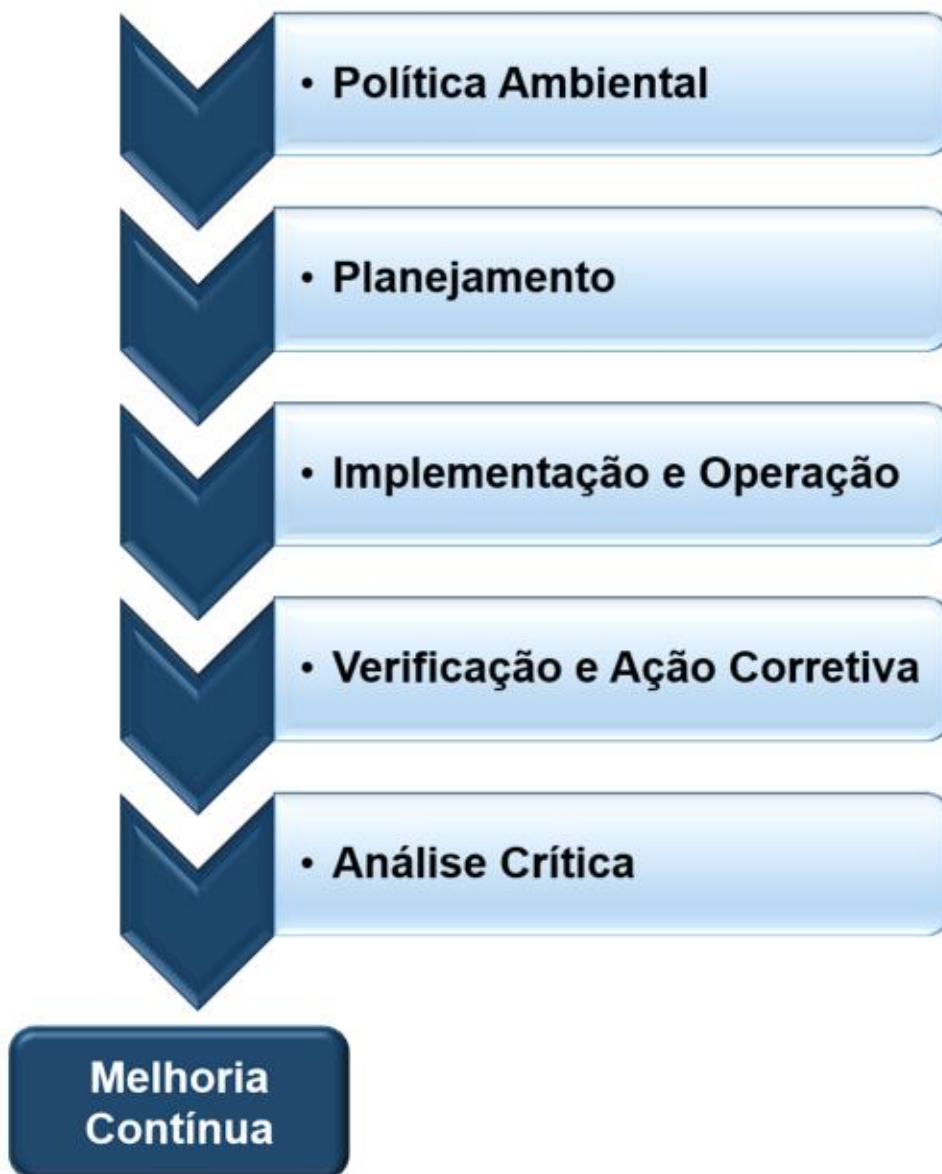 • Política Ambiental
• Planejamento
• Implementação e Operação
• Verificação e Ação Corretiva
• Análise Crítica
Melhoria
Contínua